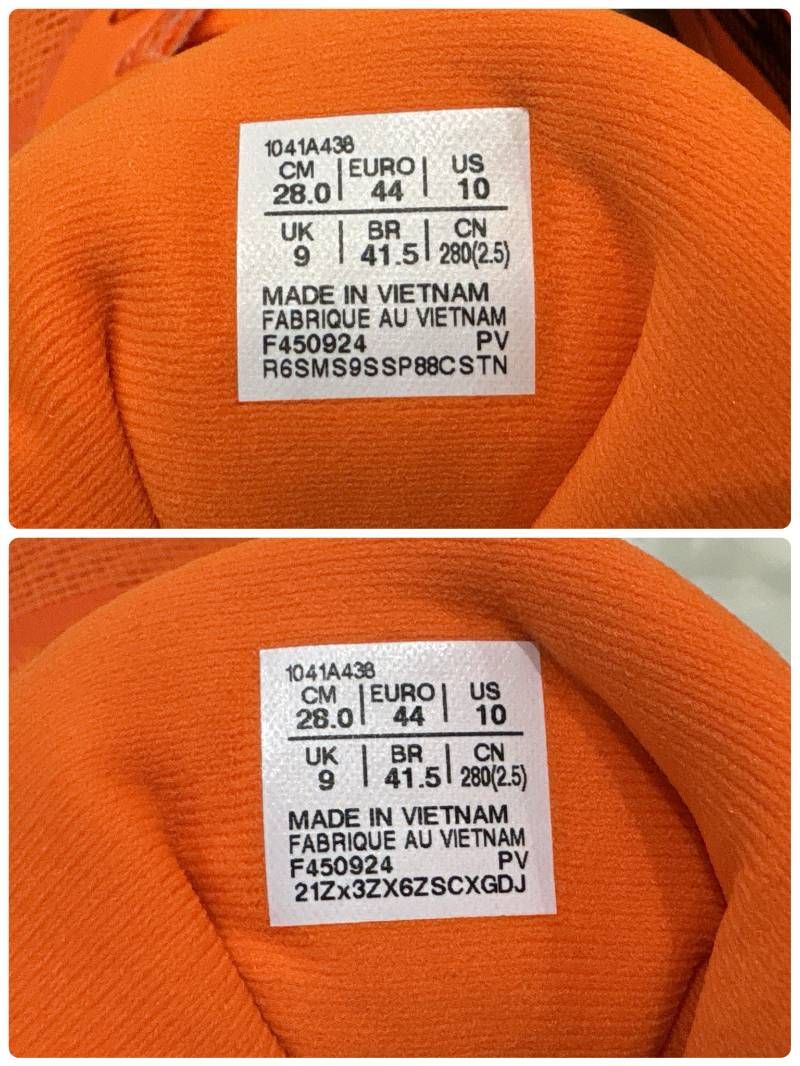 1041A438
CM | EURO | US
28.0 | 44 | 10
UK | BR | CN
9 | 41.5 | 280(2.5)
MADE IN VIETNAM
FABRIQUE AU VIETNAM
F450924 PV
R6SMS9SSP88CSTN
1041A438
CM | EURO | US
28.0 | 44 | 10
UK | BR | CN
9 | 41.5 | 280(2.5)
MADE IN VIETNAM
FABRIQUE AU VIETNAM
F450924 PV
21Zx3ZX6ZSCXGDJ